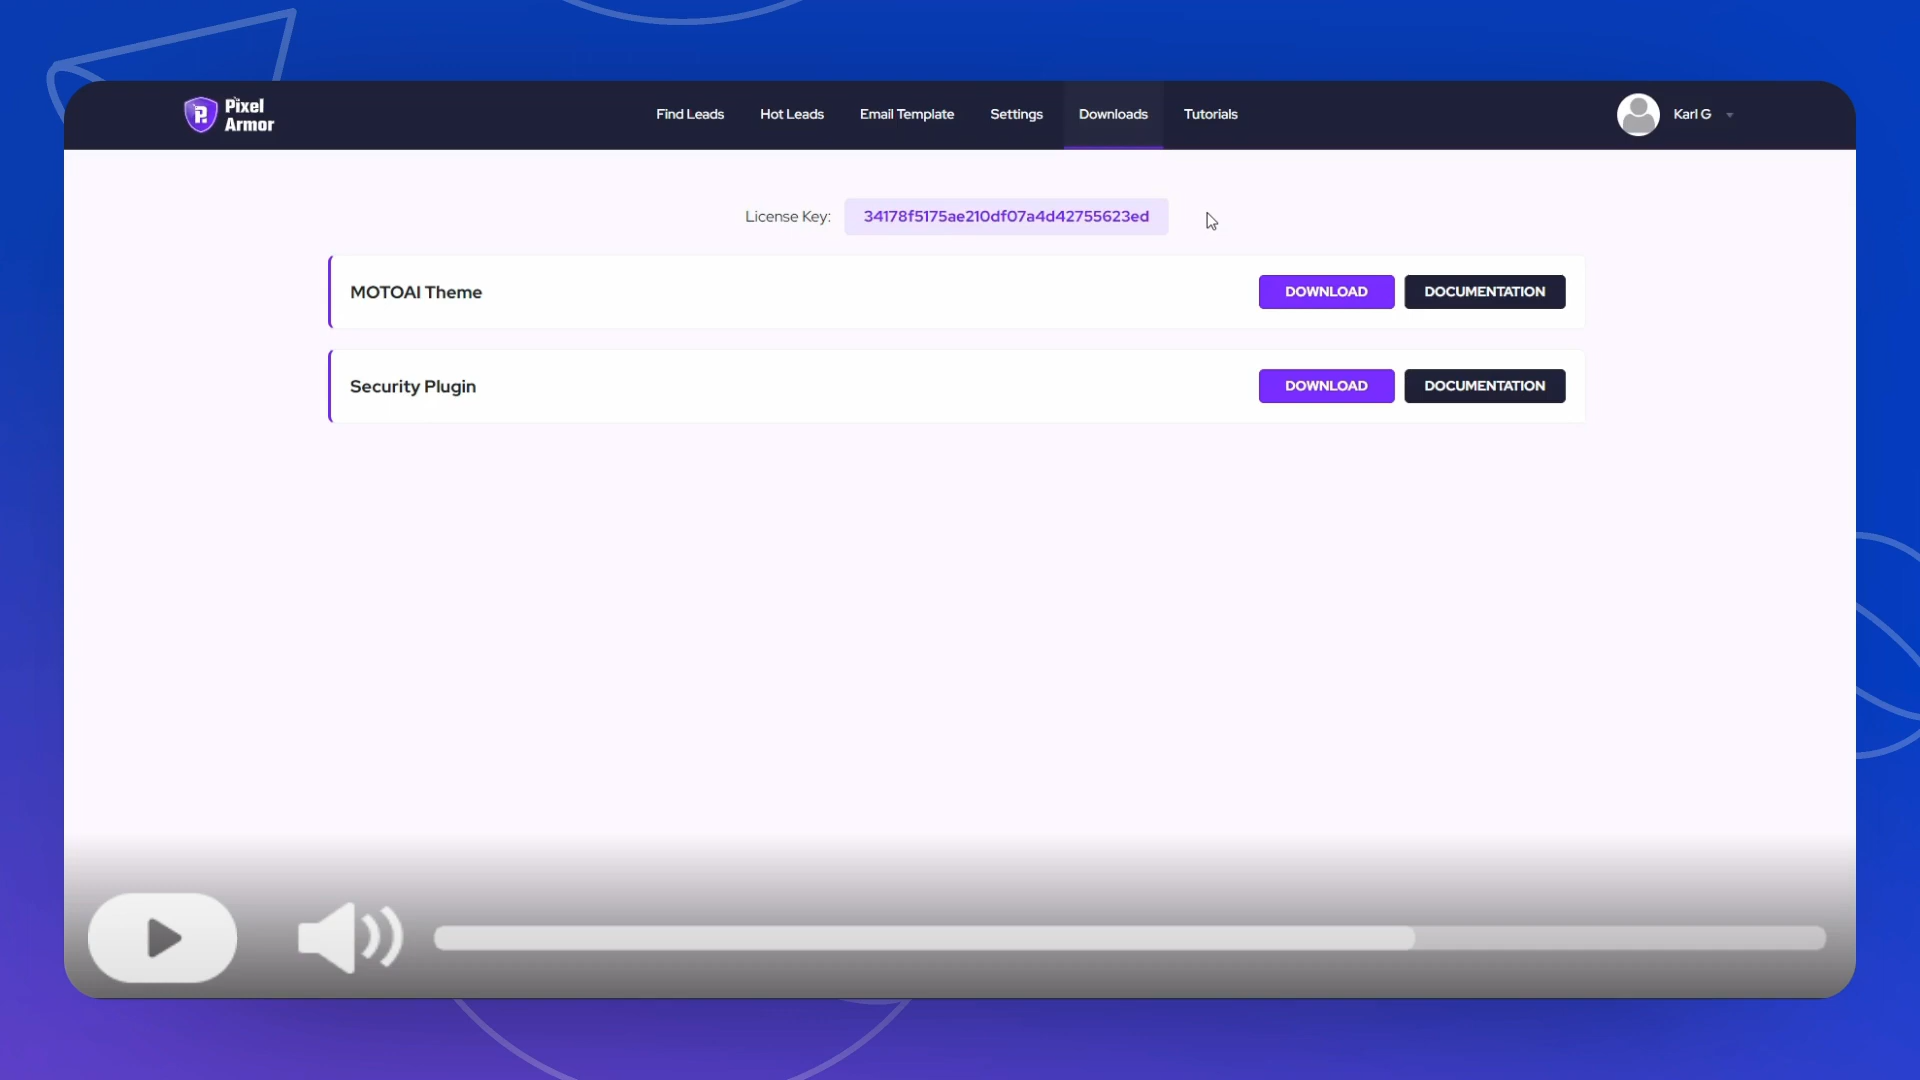 Pixel
Armor
Find Leads
Hot Leads
Email Template
Settings
Downloads
Tutorials
Karl G
License Key:
34178f5175ae210df07a4d42755623ed
MOTOAI Theme
DOWNLOAD
DOCUMENTATION
Security Plugin
DOWNLOAD
DOCUMENTATION